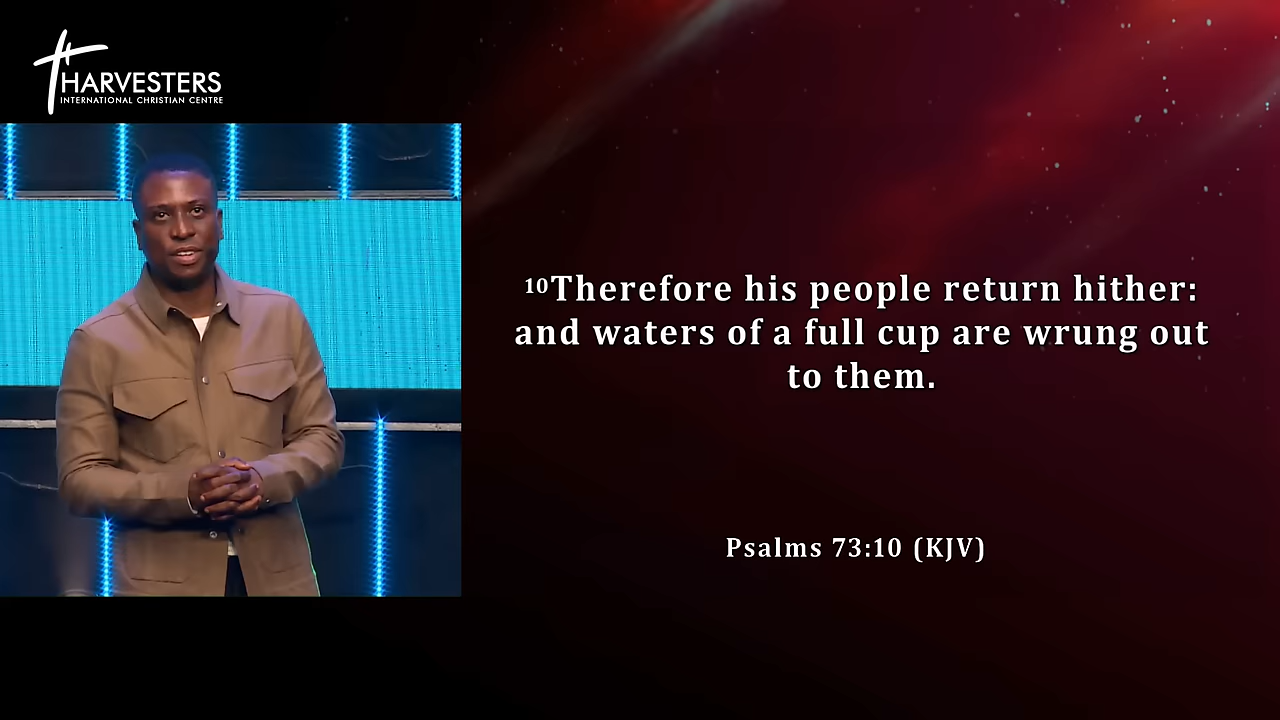 HARVESTERS
INTERNATIONAL CHRISTIAN CENTRE
10Therefore his people return hither:
and waters of a full cup are wrung out
to them.
Psalms 73:10 (KJV)